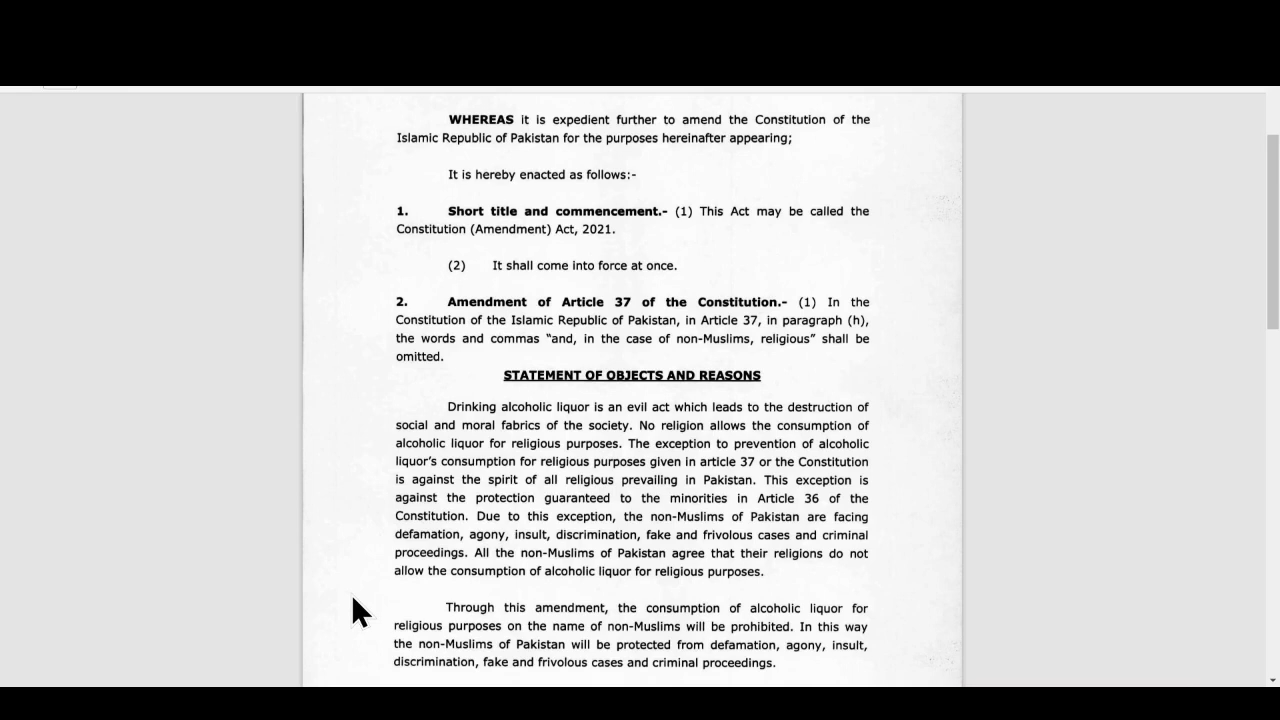 WHEREAS it is expedient further to amend the Constitution of the
Islamic Republic of Pakistan for the purposes hereinafter appearing;
It is hereby enacted as follows:-
1. Short title and commencement.- (1) This Act may be called the
Constitution (Amendment) Act, 2021.
(2) It shall come into force at once.
2. Amendment of Article 37 of the Constitution.- (1) In the
Constitution of the Islamic Republic of Pakistan, in Article 37, in paragraph (h),
the words and commas “and, in the case of non-Muslims, religious” shall be
omitted.
STATEMENT OF OBJECTS AND REASONS
Drinking alcoholic liquor is an evil act which leads to the destruction of
social and moral fabrics of the society. No religion allows the consumption of
alcoholic liquor for religious purposes. The exception to prevention of alcoholic
liquor’s consumption for religious purposes given in article 37 or the Constitution
is against the spirit of all religious prevailing in Pakistan. This exception is
against the protection guaranteed to the minorities in Article 36 of the
Constitution. Due to this exception, the non-Muslims of Pakistan are facing
defamation, agony, insult, discrimination, fake and frivolous cases and criminal
proceedings. All the non-Muslims of Pakistan agree that their religions do not
allow the consumption of alcoholic liquor for religious purposes.
Through this amendment, the consumption of alcoholic liquor for
religious purposes on the name of non-Muslims will be prohibited. In this way
the non-Muslims of Pakistan will be protected from defamation, agony, insult,
discrimination, fake and frivolous cases and criminal proceedings.